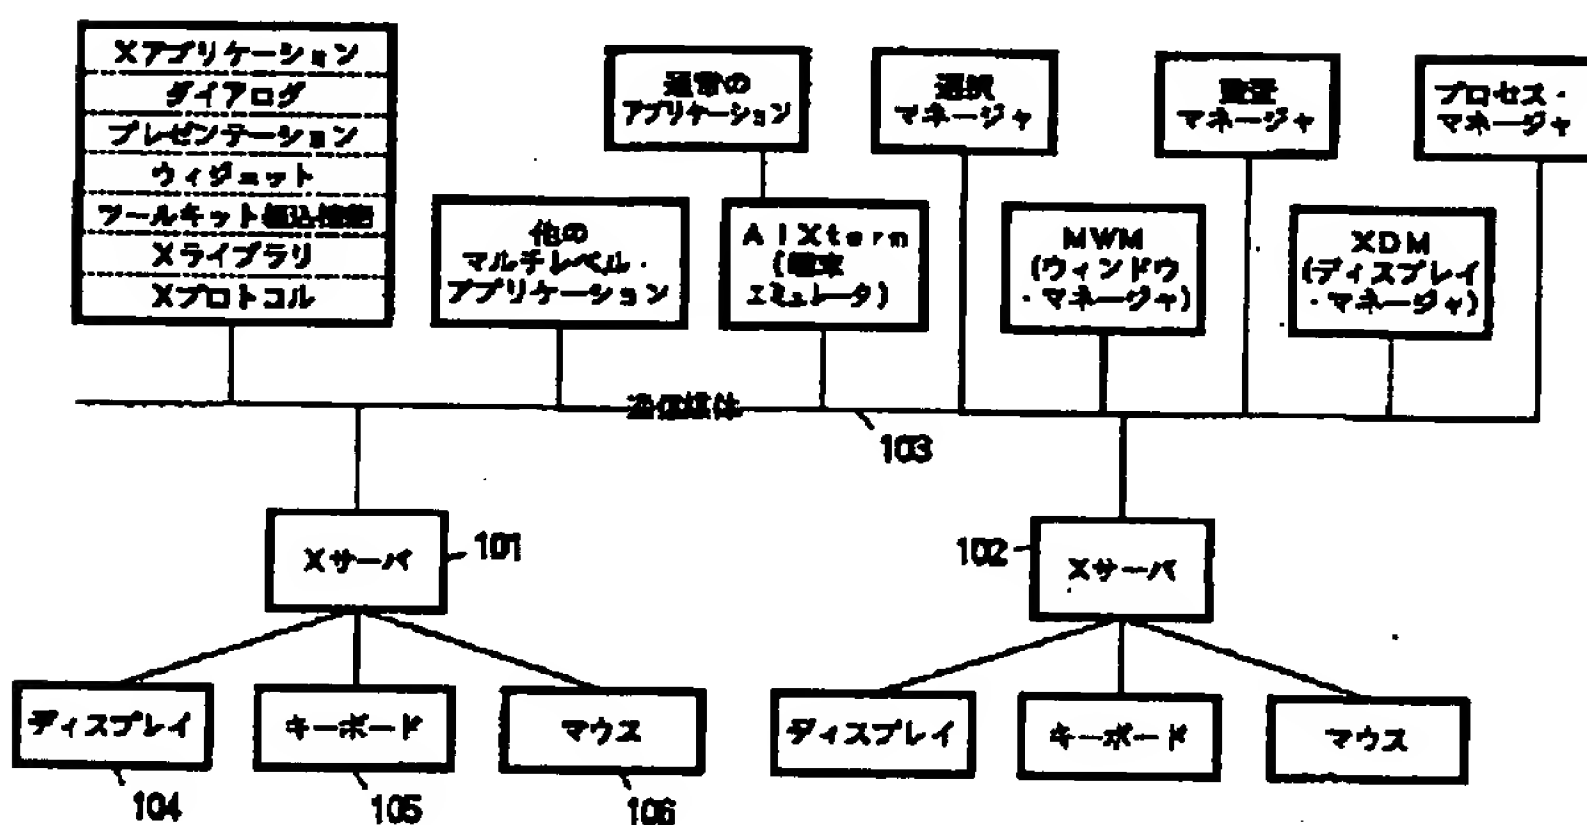 Xアプリケーション
ダイアログ
プレゼンテーション
ウィジェット
ツールキット
Xライブラリ
Xプロトコル
通常の
アプリケーション
選択
マネージャ
マネージャ
プロセス・
マネージャ
他の
マルチレベル・
アプリケーション
AIXterm
(端末
エミュレータ)
MWM
(ウィンドウ
・マネージャ)
XDM
(ディスプレイ
・マネージャ)
通信媒体
103
Xサーバ
101
102
Xサーバ
ディスプレイ
キーボード
マウス
ディスプレイ
キーボード
マウス
104
105
106